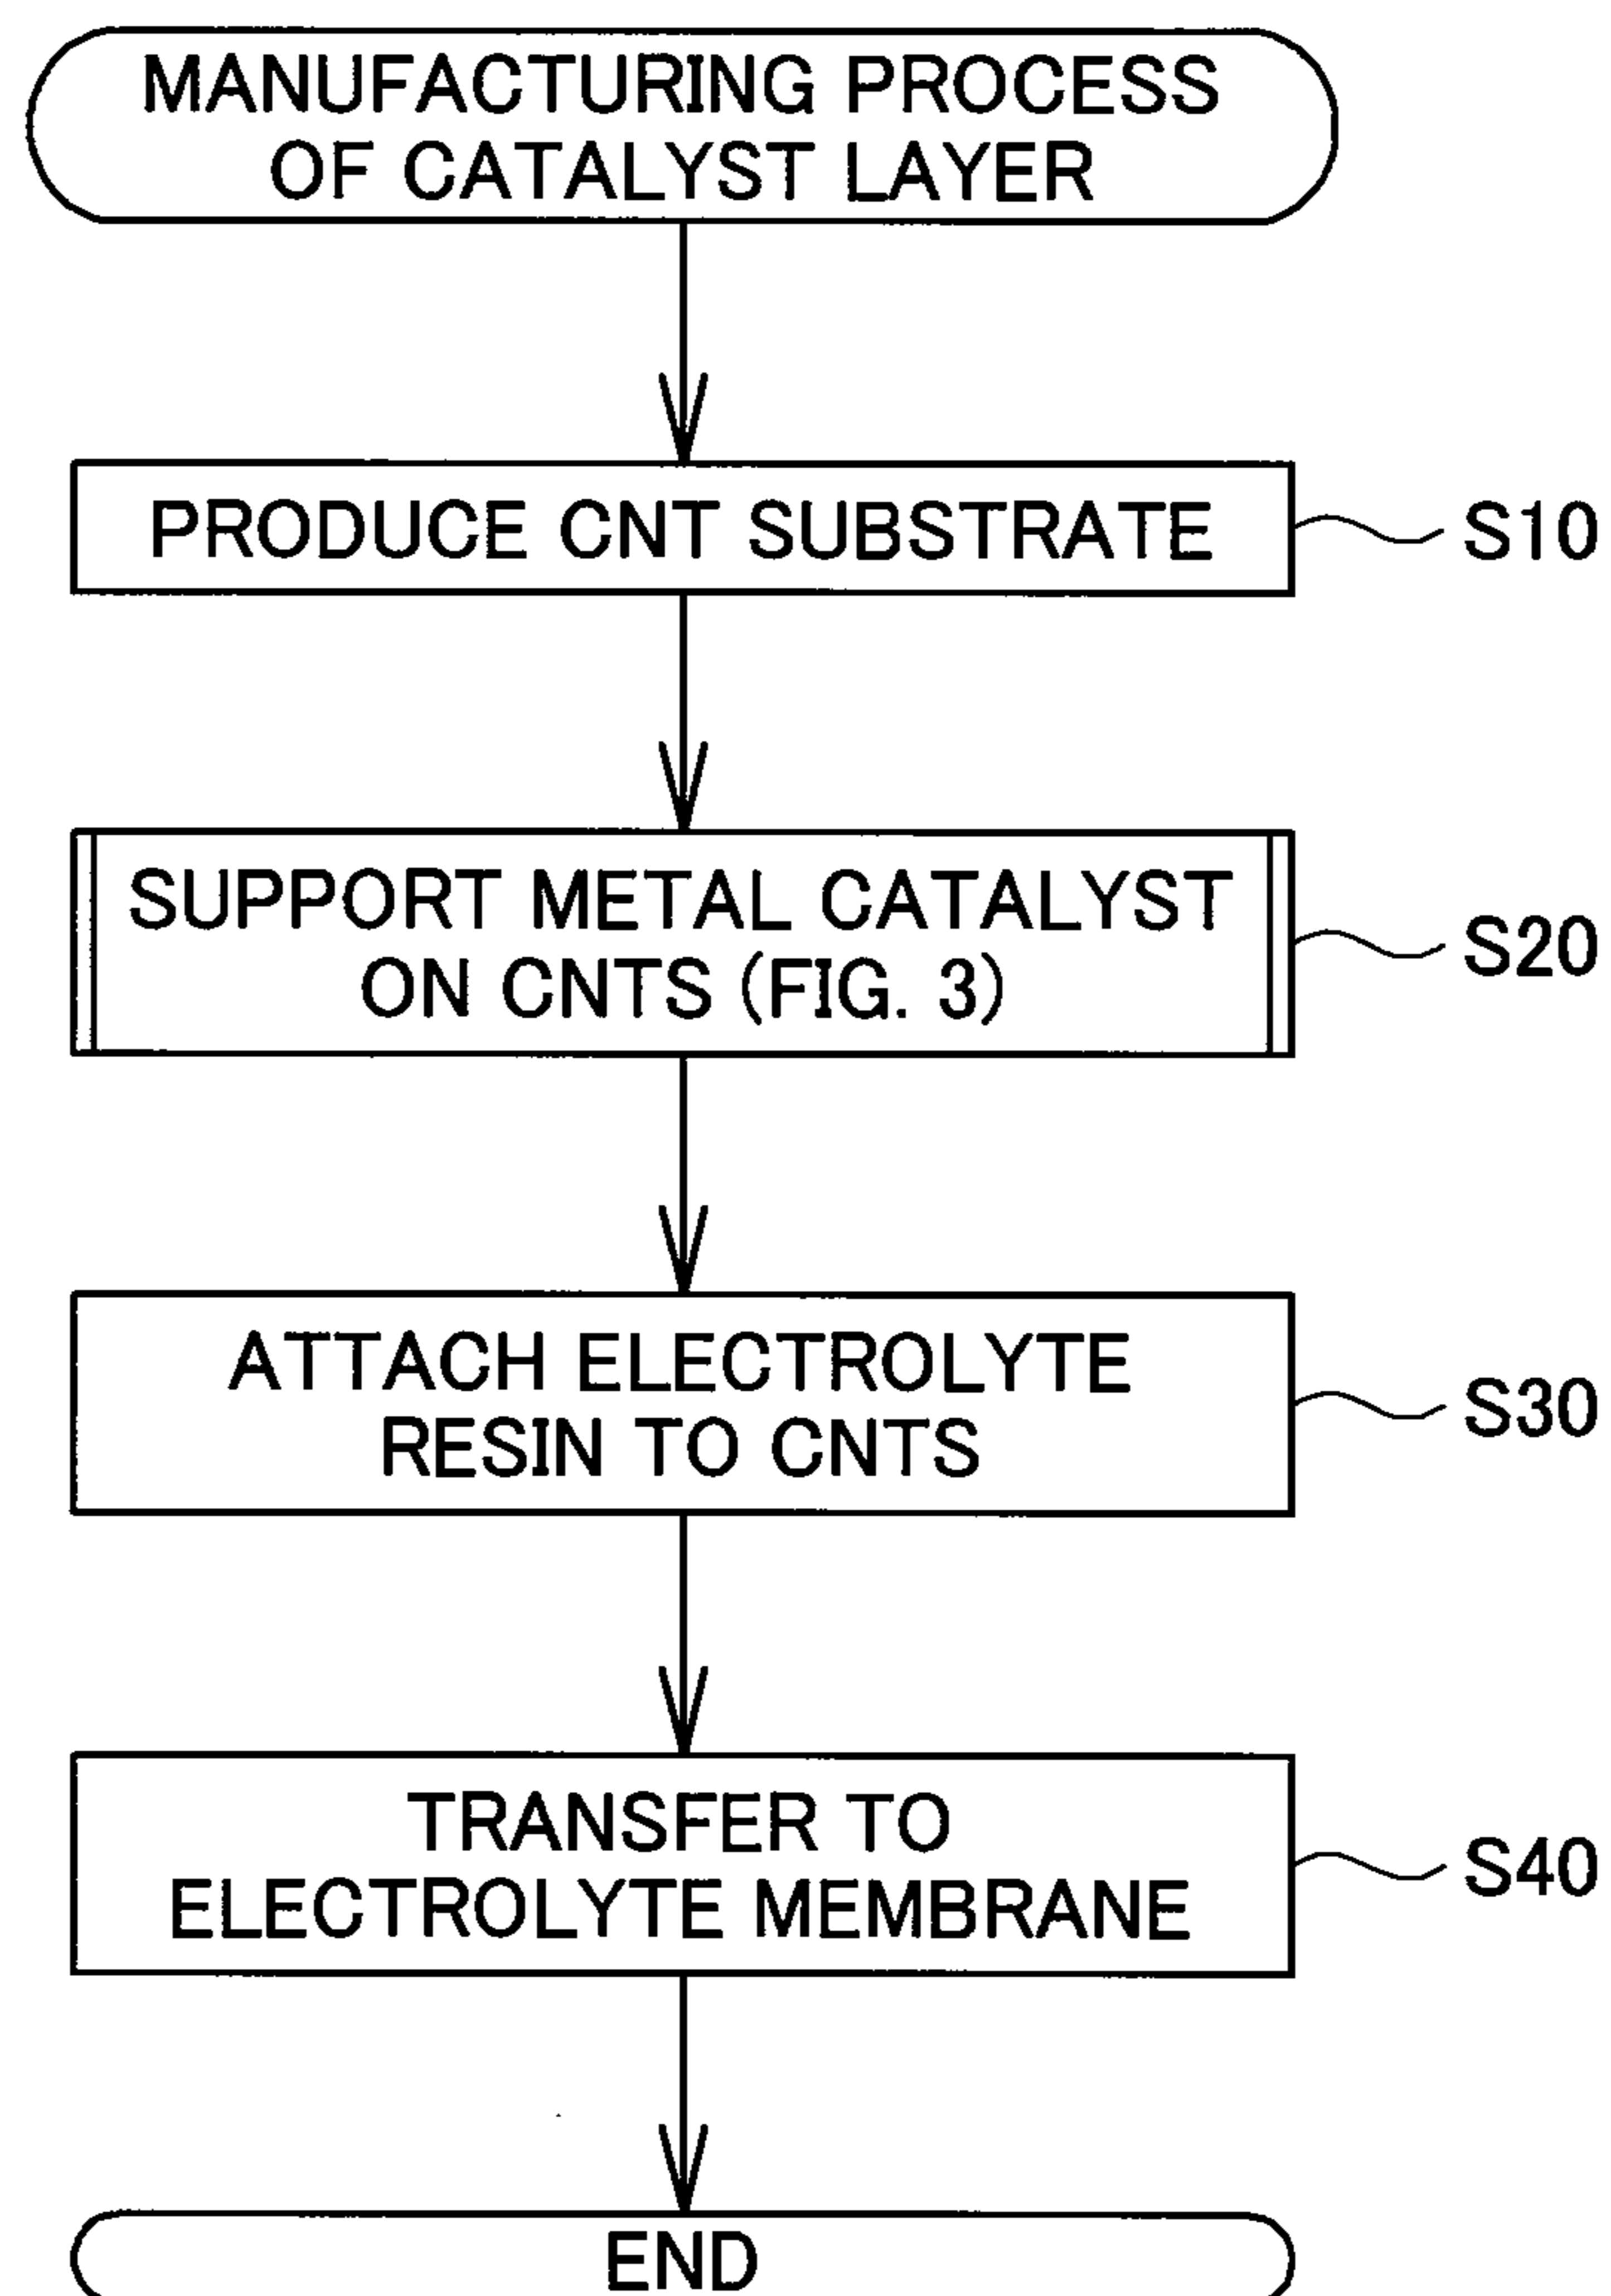 MANUFACTURING PROCESS
OF CATALYST LAYER
PRODUCE CNT SUBSTRATE
S10
SUPPORT METAL CATALYST
ON CNTS (FIG. 3)
S20
ATTACH ELECTROLYTE
RESIN TO CNTS
S30
TRANSFER TO
ELECTROLYTE MEMBRANE
S40
END